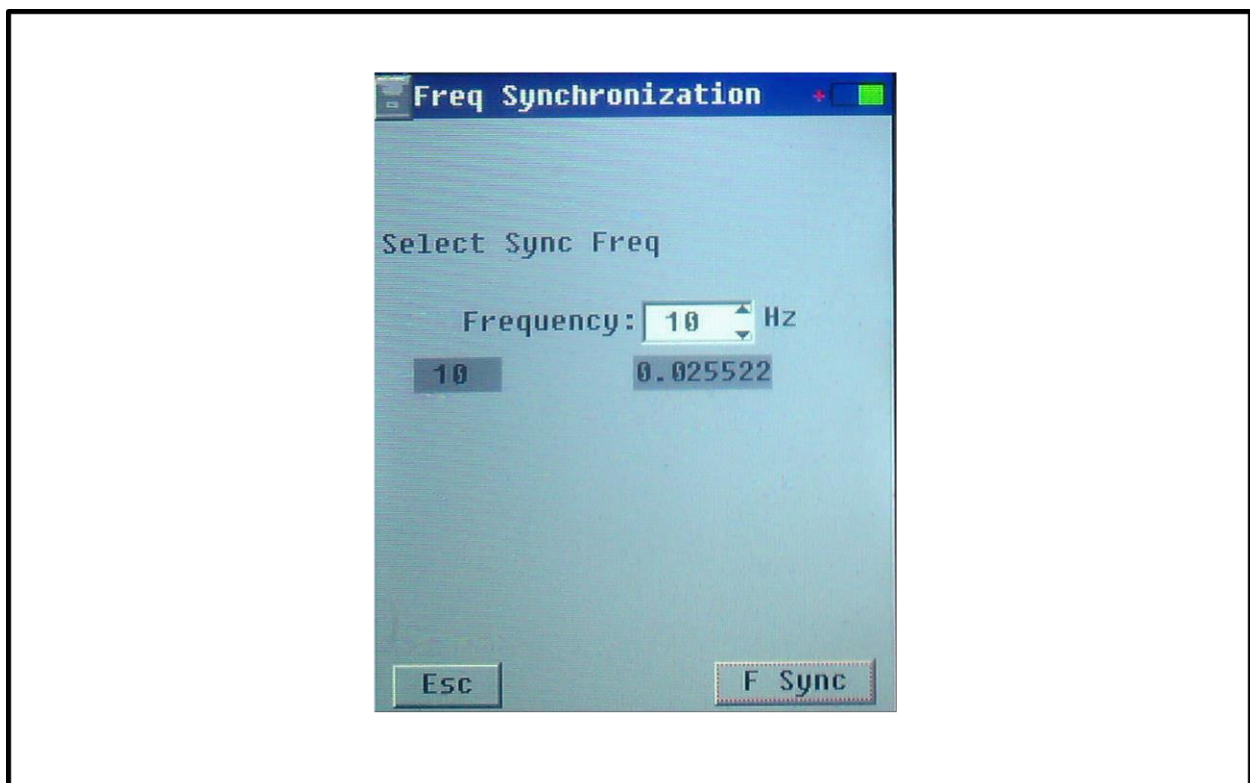 Freq Synchronization
Select Sync Freq
Frequency: 10 Hz
10 0.025522
Esc F Sync